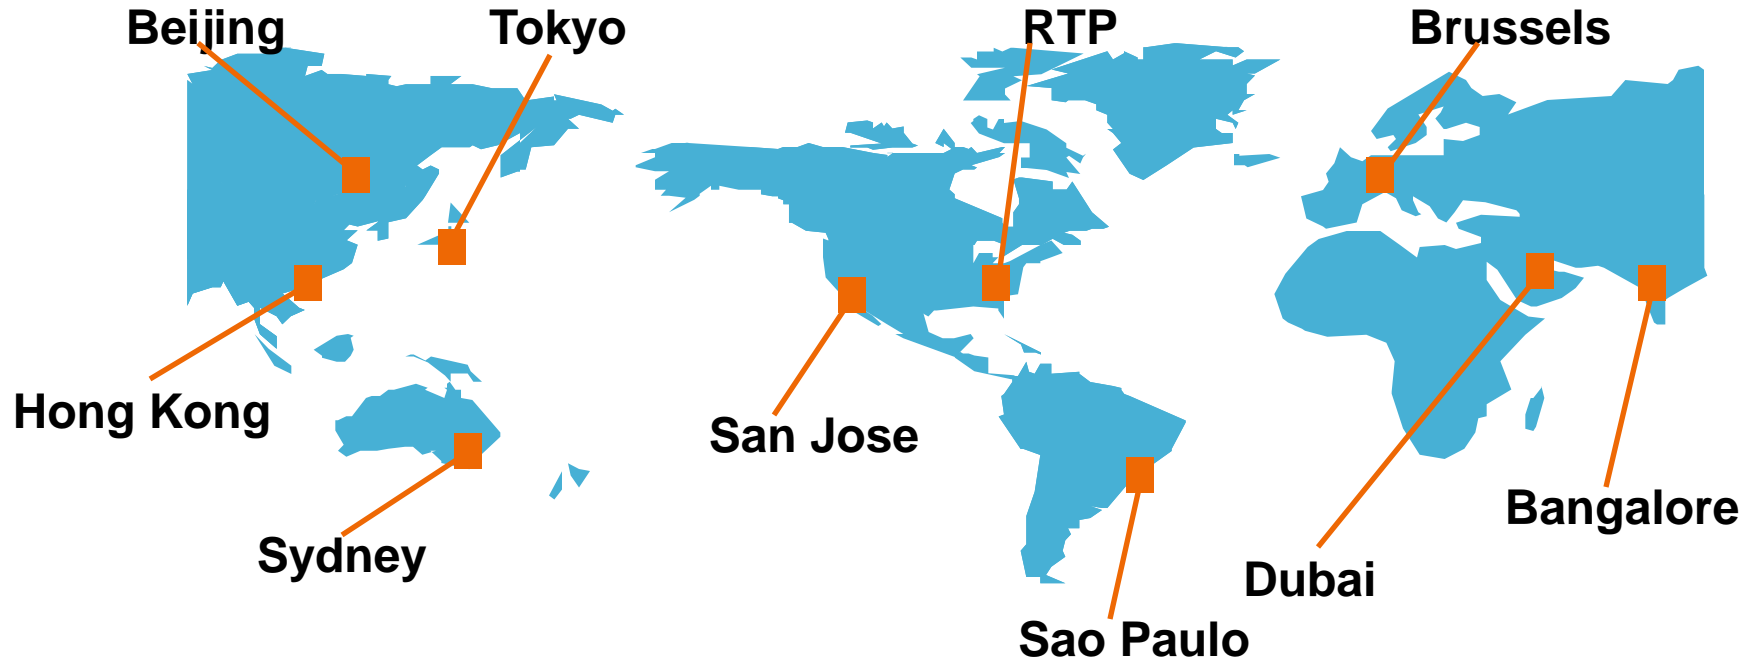 Beijing
Tokyo
RTP
Brussels
Hong Kong
San Jose
Bangalore
Sydney
Dubai
Sao Paulo